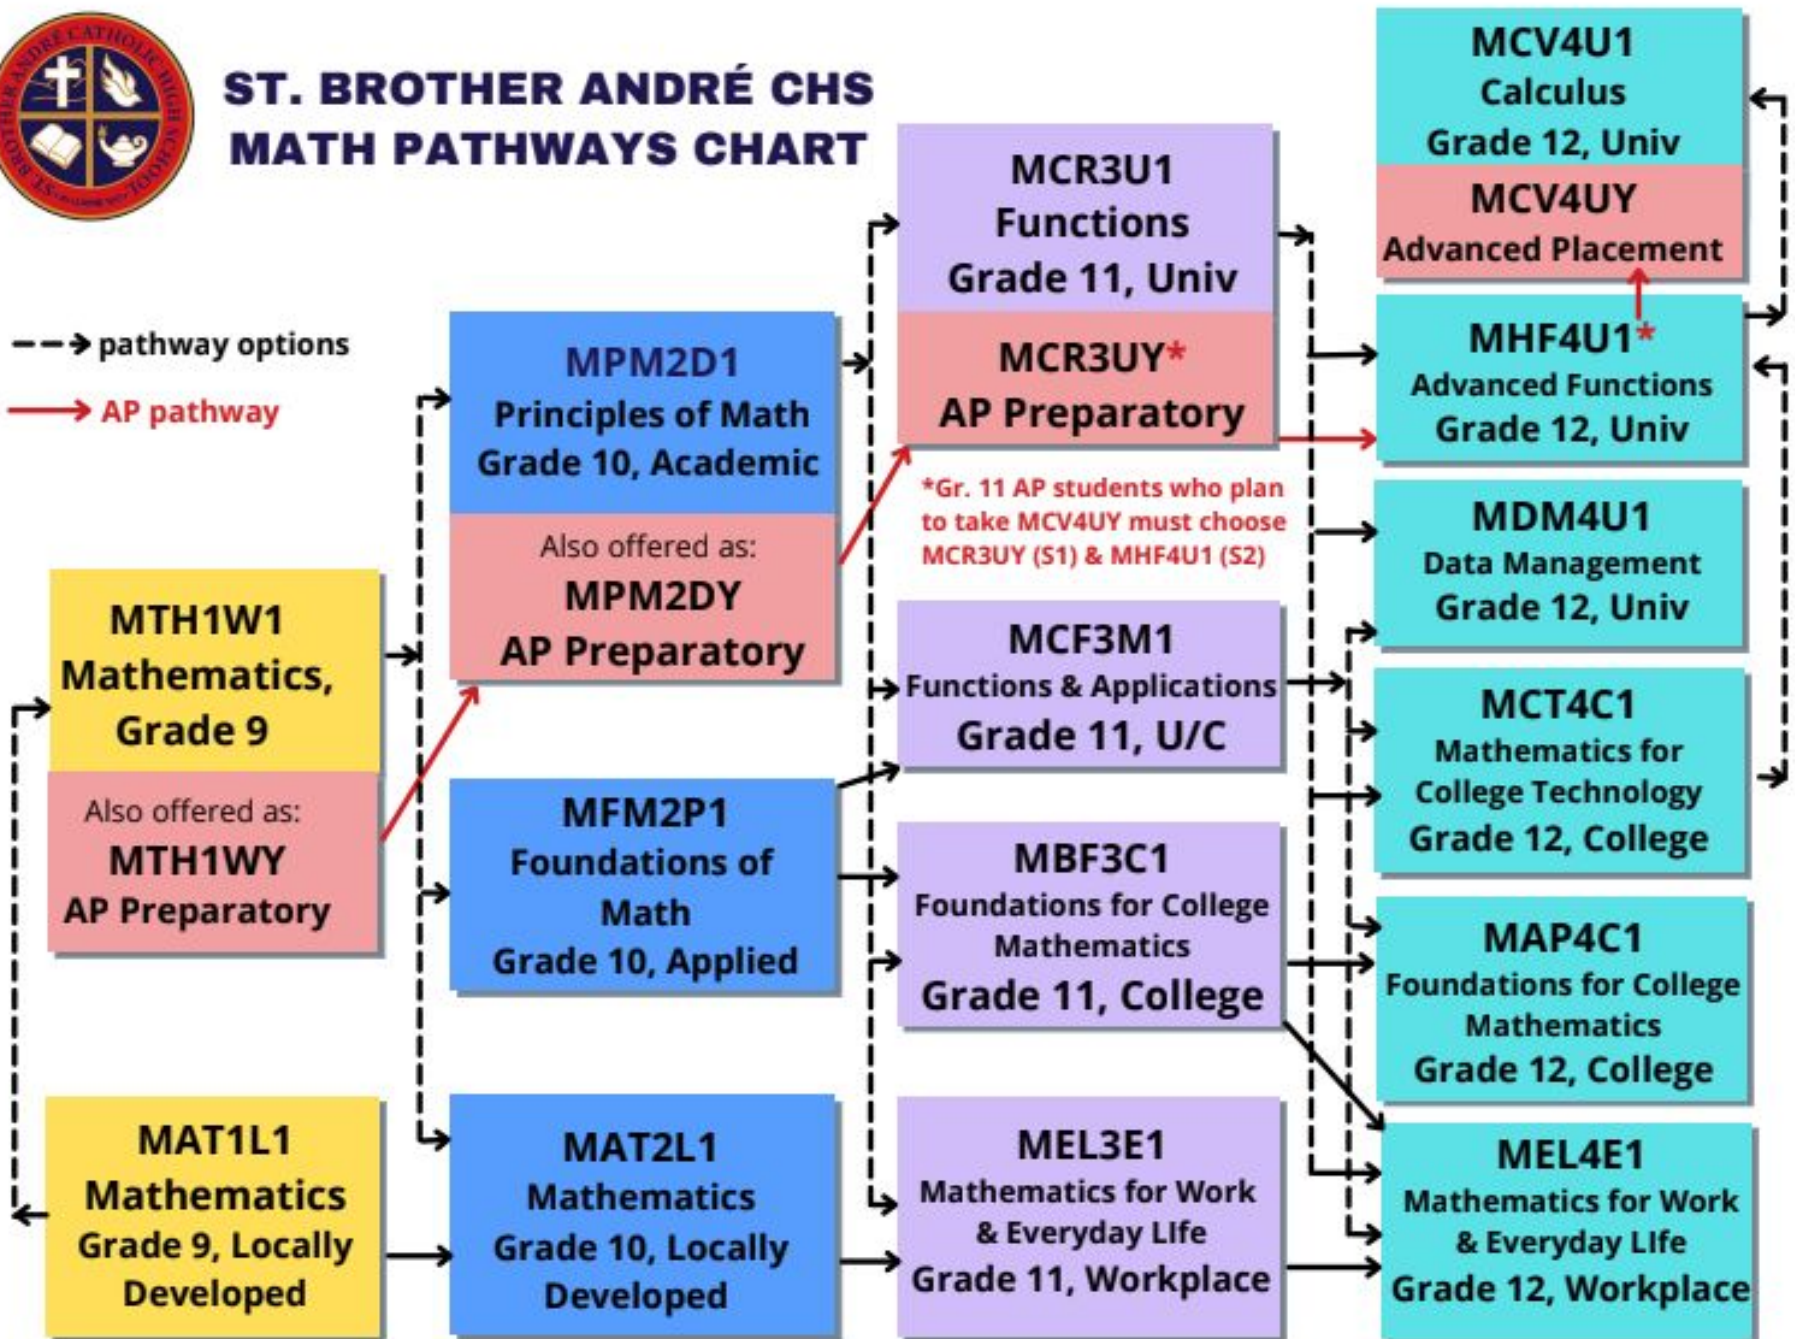 ST. BROTHER ANDRÉ CHS
MATH PATHWAYS CHART
pathway options
AP pathway
MTH1W1
Mathematics,
Grade 9
Also offered as:
MTH1WY
AP Preparatory
MAT1L1
Mathematics
Grade 9, Locally
Developed
MPM2D1
Principles of Math
Grade 10, Academic
Also offered as:
MPM2DY
AP Preparatory
MFM2P1
Foundations of
Math
Grade 10, Applied
MAT2L1
Mathematics
Grade 10, Locally
Developed
MCR3U1
Functions
Grade 11, Univ
MCR3UY*
AP Preparatory
*Gr. 11 AP students who plan
to take MCV4UY must choose
MCR3UY (S1) & MHF4U1 (S2)
MCF3M1
Functions & Applications
Grade 11, U/C
MBF3C1
Foundations for College
Mathematics
Grade 11, College
MEL3E1
Mathematics for Work
& Everyday LIfe
Grade 11, Workplace
MCV4U1
Calculus
Grade 12, Univ
MCV4UY
Advanced Placement
MHF4U1*
Advanced Functions
Grade 12, Univ
MDM4U1
Data Management
Grade 12, Univ
MCT4C1
Mathematics for
College Technology
Grade 12, College
MAP4C1
Foundations for College
Mathematics
Grade 12, College
MEL4E1
Mathematics for Work
& Everyday LIfe
Grade 12, Workplace